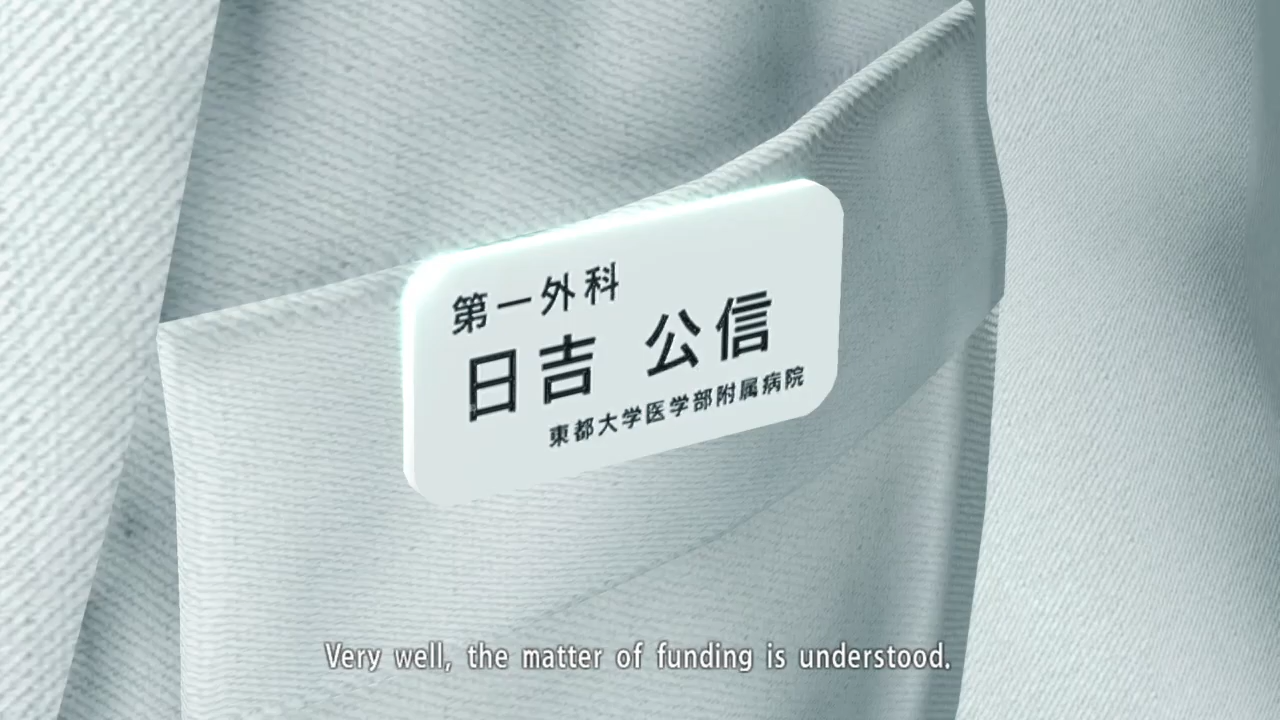 第一外科
日吉 公信
東都大学医学部附属病院
Very well, the matter of funding is understood.